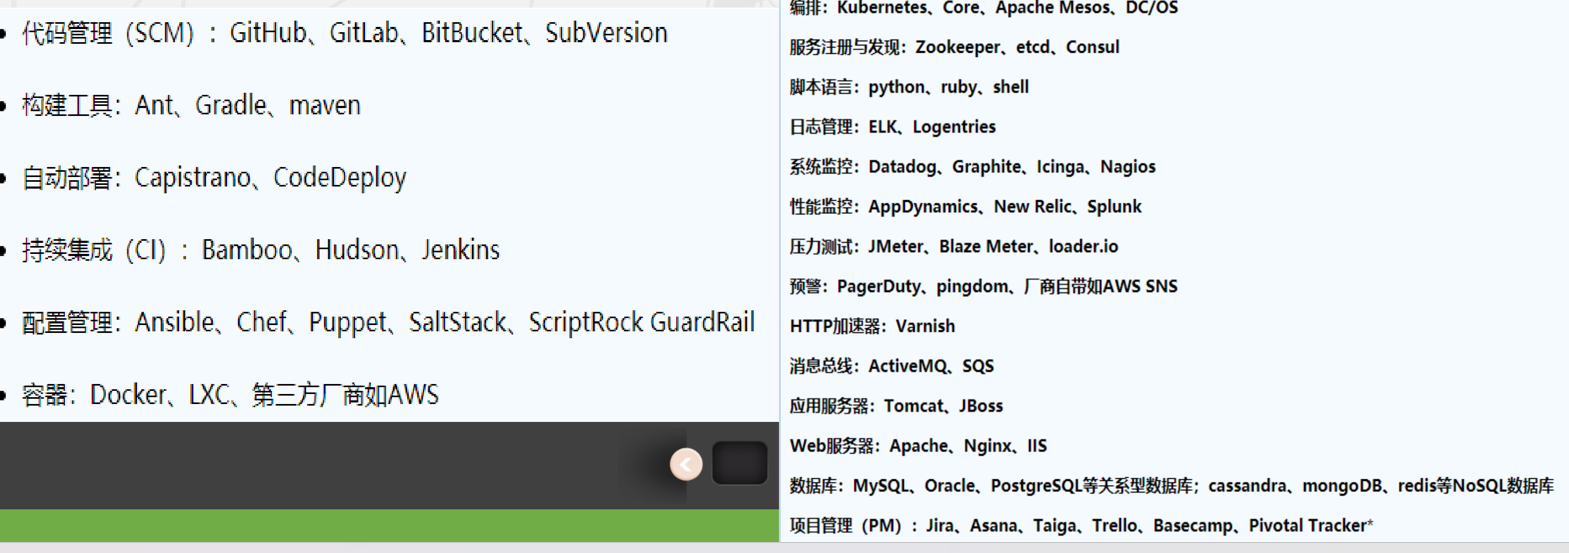 代码管理（SCM）：GitHub、GitLab、BitBucket、SubVersion
构建工具：Ant、Gradle、maven
自动部署：Capistrano、CodeDeploy
持续集成（CI）：Bamboo、Hudson、Jenkins
配置管理：Ansible、Chef、Puppet、SaltStack、ScriptRock GuardRail
容器：Docker、LXC、第三方厂商如AWS
编排：Kubernetes、Core、Apache Mesos、DC/OS
服务注册与发现：Zookeeper、etcd、Consul
脚本语言：python、ruby、shell
日志管理：ELK、Logentries
系统监控：Datadog、Graphite、Icinga、Nagios
性能监控：AppDynamics、New Relic、Splunk
压力测试：JMeter、Blaze Meter、loader.io
预警：PagerDuty、pingdom、厂商自带如AWS SNS
HTTP加速器：Varnish
消息总线：ActiveMQ、SQS
应用服务器：Tomcat、JBoss
Web服务器：Apache、Nginx、IIS
数据库：MySQL、Oracle、PostgreSQL等关系型数据库；cassandra、mongoDB、redis等NoSQL数据库
项目管理（PM）：Jira、Asana、Taiga、Trello、Basecamp、Pivotal Tracker*